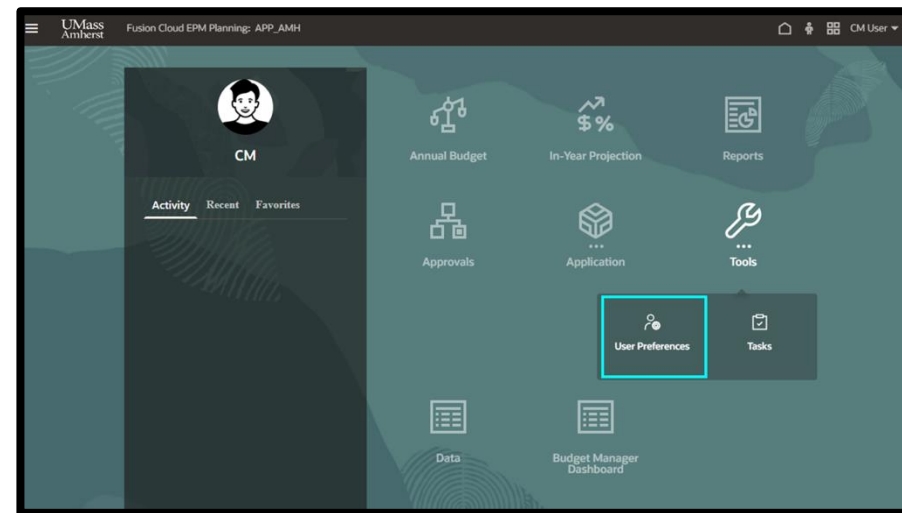 UMass
Amherst
Fusion Cloud EPM Planning: APP_AMH
CM User
CM
Activity Recent Favorites
Annual Budget
In-Year Projection
Reports
Approvals
Application
Tools
User Preferences
Tasks
Data
Budget Manager
Dashboard